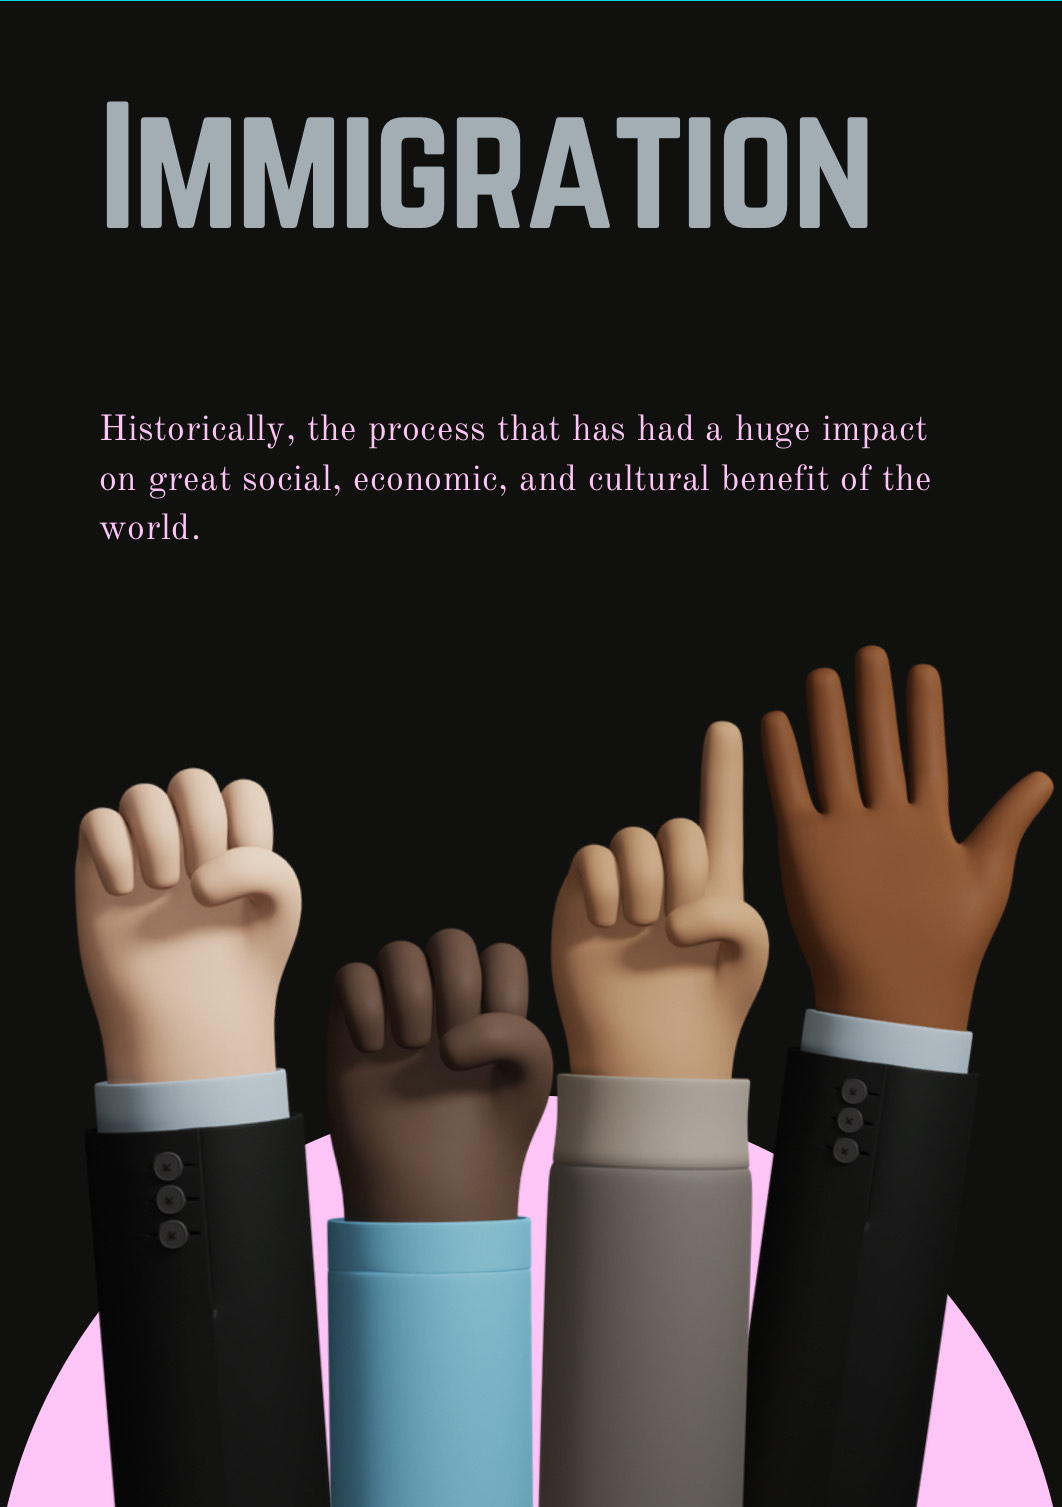 Immigration
Historically, the process that has had a huge impact
on great social, economic, and cultural benefit of the
world.